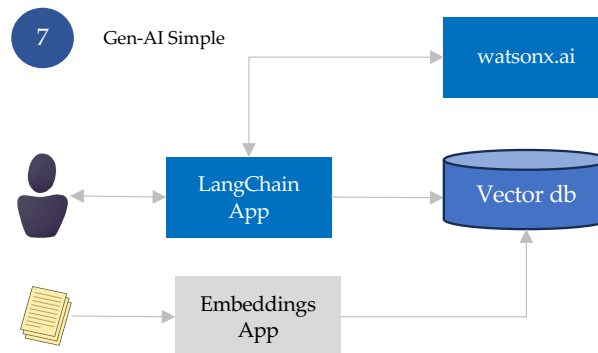 7
Gen-AI Simple
watsonx.ai
LangChain
App
Vector db
Embeddings
App